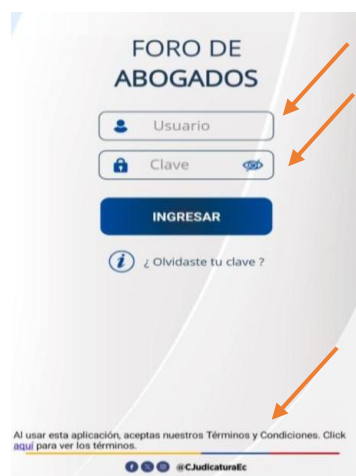 FORO DE
ABOGADOS
Usuario
Clave
INGRESAR
¿ Olvidaste tu clave ?
Al usar esta aplicación, aceptas nuestros Términos y Condiciones. Click
aquí para ver los términos.
@CJudicaturaEc